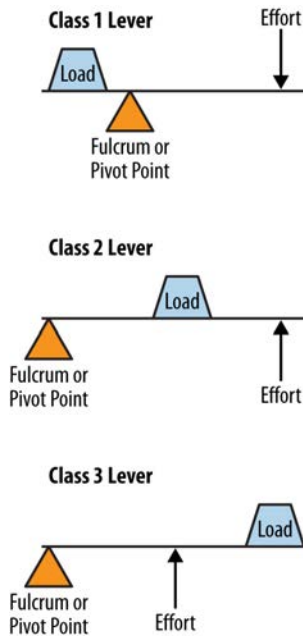 Class 1 Lever
Effort
Load
Fulcrum or
Pivot Point
Class 2 Lever
Load
Fulcrum or
Pivot Point
Effort
Class 3 Lever
Load
Fulcrum or
Pivot Point
Effort